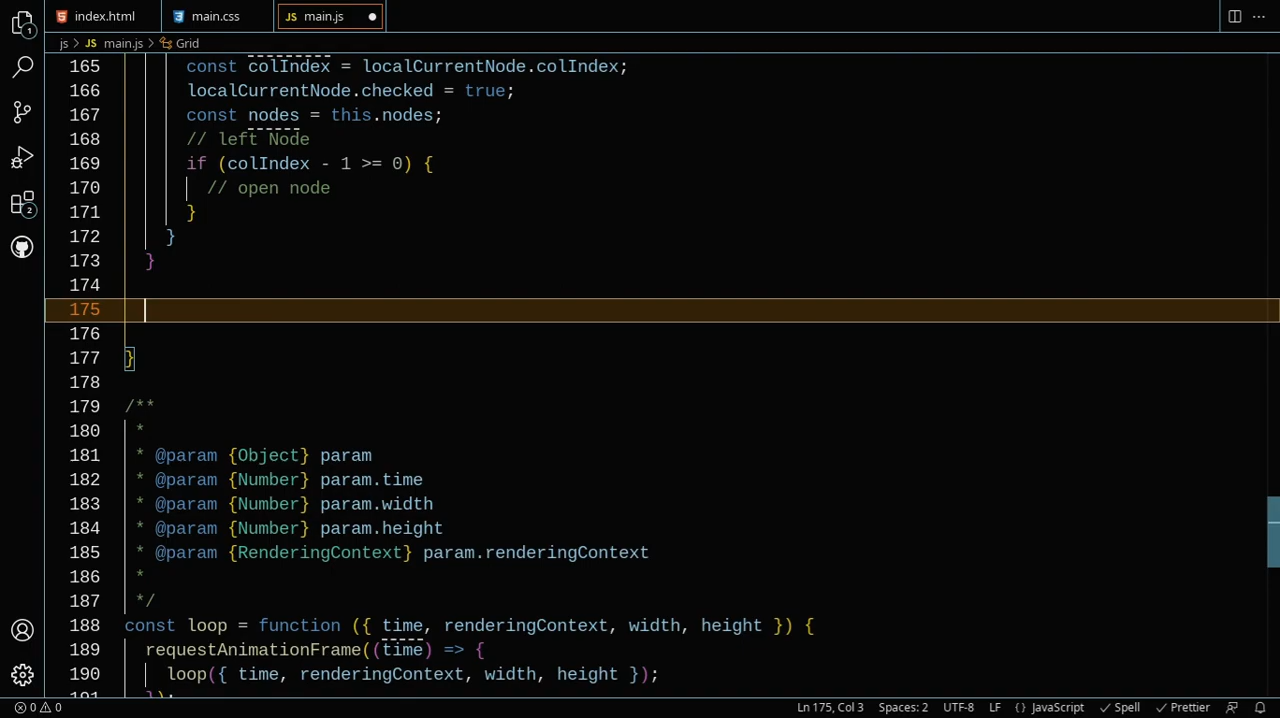 index.html
main.css
JS main.js
js > JS main.js > Grid
165 const colIndex = localCurrentNode.colIndex;
166 localCurrentNode.checked = true;
167 const nodes = this.nodes;
168 // left Node
169 if (colIndex - 1 >= 0) {
170 // open node
171 }
172 }
173 }
174
175
176
177 }
178
179 /**
180 *
181 * @param {Object} param
182 * @param {Number} param.time
183 * @param {Number} param.width
184 * @param {Number} param.height
185 * @param {RenderingContext} param.renderingContext
186 *
187 */
188 const loop = function ({ time, renderingContext, width, height }) {
189 requestAnimationFrame((time) => {
190 loop({ time, renderingContext, width, height });
191 });
1
2
0 0
Ln 175, Col 3
Spaces: 2
UTF-8
LF
{} JavaScript
Spell
Prettier